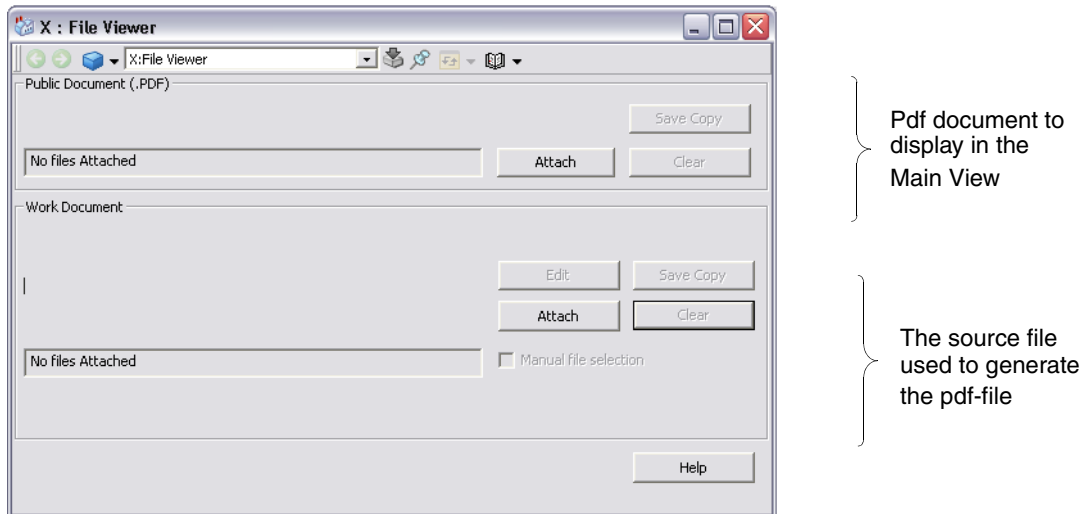 X : File Viewer
X:File Viewer
Public Document (.PDF)
Save Copy
No files Attached
Attach
Clear
Pdf document to
display in the
Main View
Work Document
Edit
Save Copy
Attach
Clear
No files Attached
Manual file selection
The source file
used to generate
the pdf-file
Help